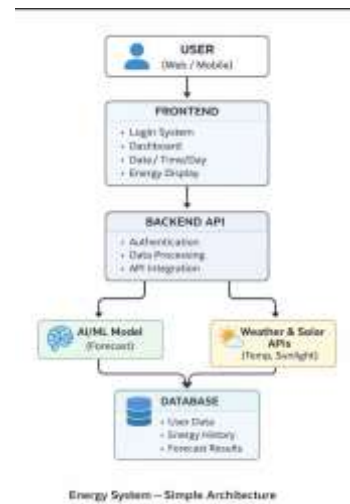 USER
(Web / Mobile)
FRONTEND
• Login System
• Dashboard
• Date / Time/Day
• Energy Display
BACKEND API
• Authentication
• Data Processing
• API Integration
AI/ML Model
(Forecast)
Weather & Solar
APIs
(Temp, Sunlight)
DATABASE
• User Data
• Energy History
• Forecast Results
Energy System – Simple Architecture